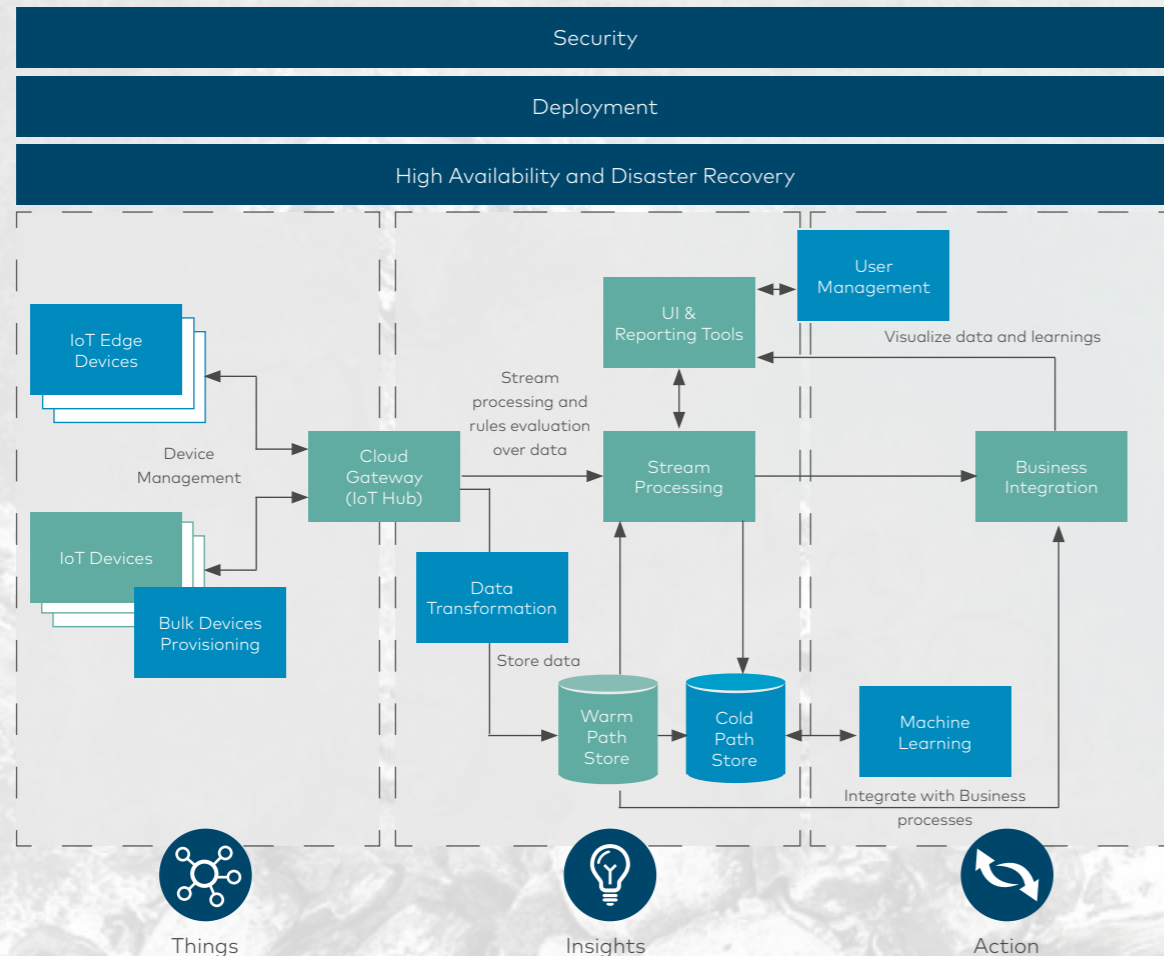 Security
Deployment
High Availability and Disaster Recovery
User
Management
UI &
Reporting Tools
Visualize data and learnings
IoT Edge
Devices
Stream
processing and
rules evaluation
over data
Device
Management
Cloud
Gateway
(IoT Hub)
Stream
Processing
Business
Integration
IoT Devices
Bulk Devices
Provisioning
Data
Transformation
Store data
Warm
Path
Store
Cold
Path
Store
Machine
Learning
Integrate with Business
processes
Things
Insights
Action